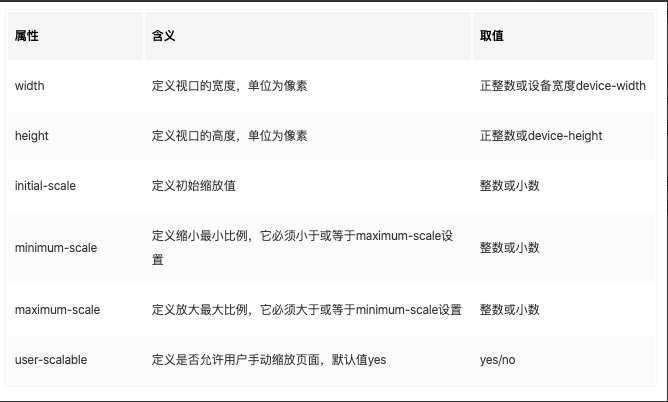 属性 含义 取值
width 定义视口的宽度，单位为像素 正整数或设备宽度device-width
height 定义视口的高度，单位为像素 正整数或device-height
initial-scale 定义初始缩放值 整数或小数
minimum-scale 定义缩小最小比例，它必须小于或等于maximum-scale设
置 整数或小数
maximum-scale 定义放大最大比例，它必须大于或等于minimum-scale设置 整数或小数
user-scalable 定义是否允许用户手动缩放页面，默认值yes yes/no